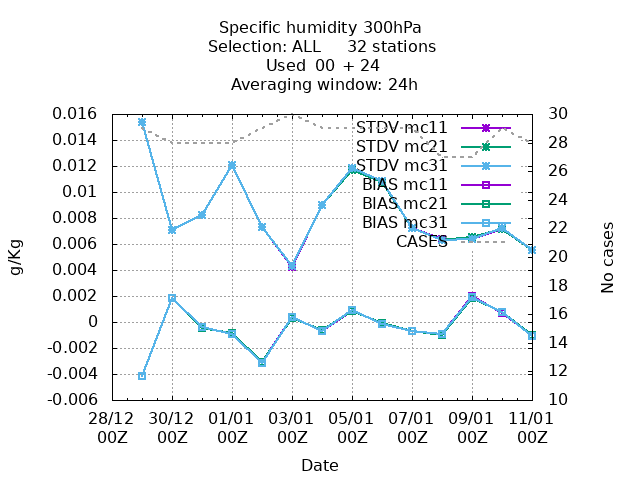 Specific humidity 300hPa
Selection: ALL     32 stations
Used  00  + 24
Averaging window: 24h
0.016
0.014
0.012
0.01
0.008
0.006
0.004
0.002
0
-0.002
-0.004
-0.006
g/Kg
30
28
26
24
22
20
18
16
14
12
10
No cases
STDV mc11
STDV mc21
STDV mc31
BIAS mc11
BIAS mc21
BIAS mc31
CASES
28/12 30/12 01/01 03/01 05/01 07/01 09/01 11/01
00Z 00Z 00Z 00Z 00Z 00Z 00Z 00Z
Date